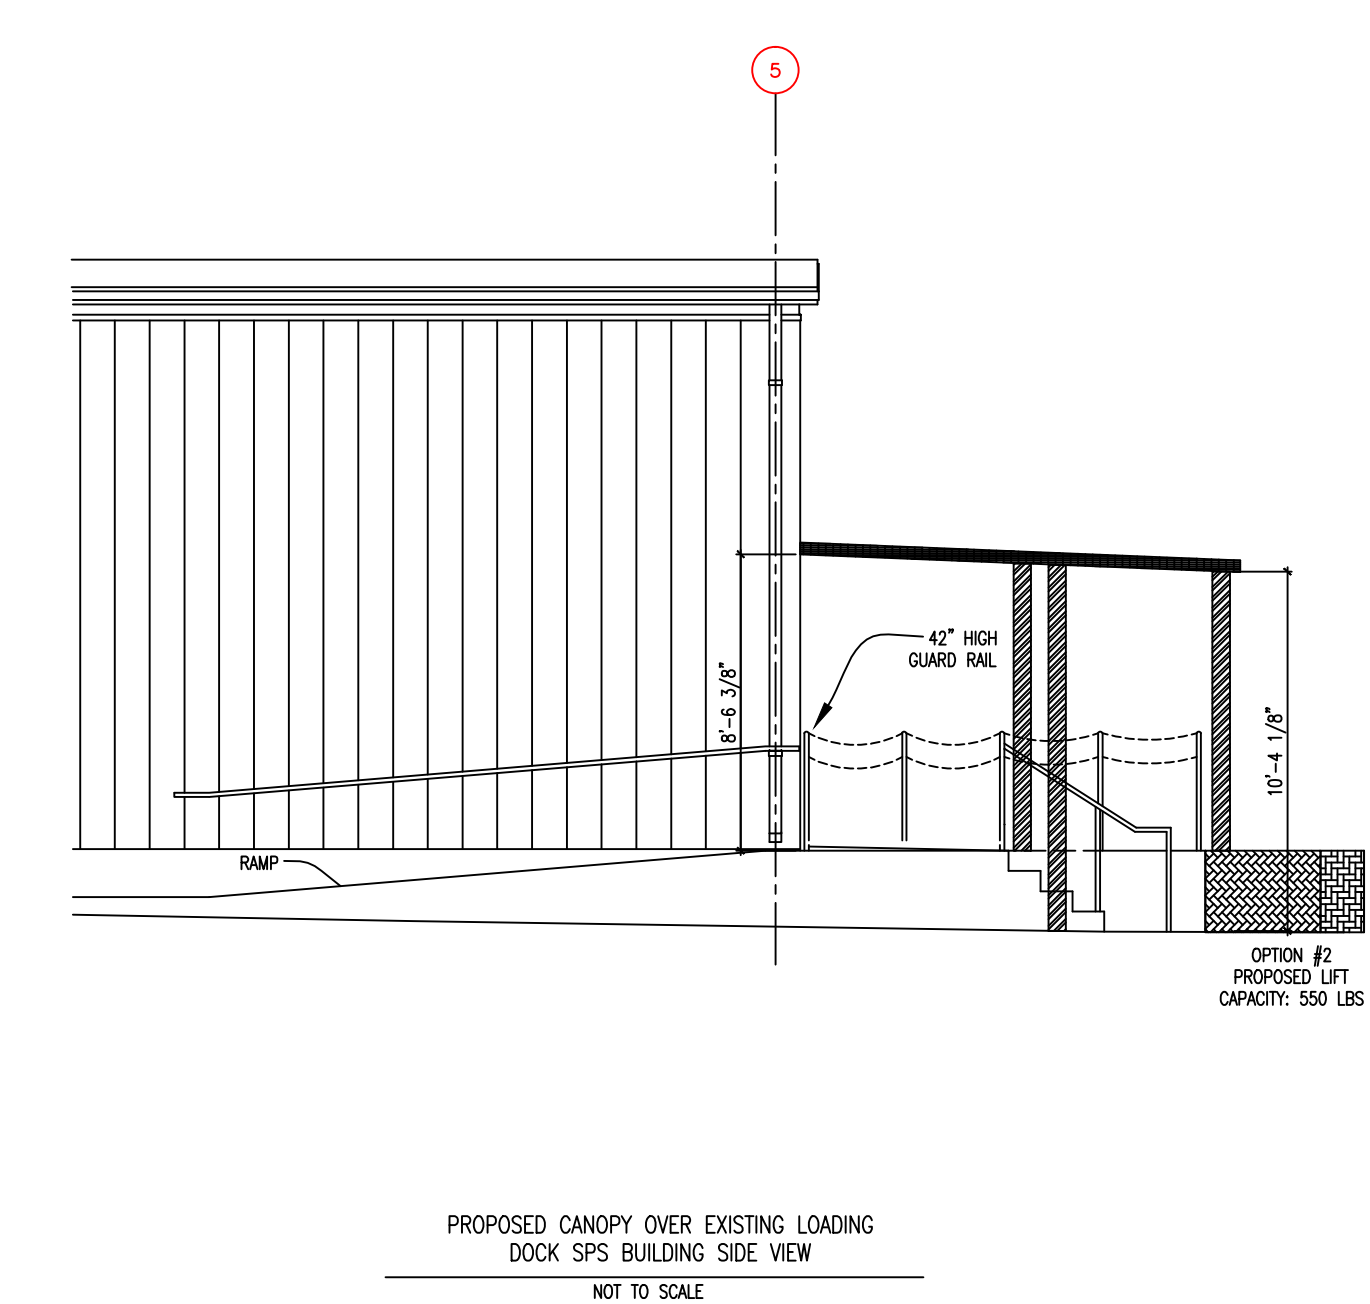 5
42" HIGH
GUARD RAIL
8'-6 3/8"
10'-4 1/8"
RAMP
OPTION #2
PROPOSED LIFT
CAPACITY: 550 LBS
PROPOSED CANOPY OVER EXISTING LOADING
DOCK SPS BUILDING SIDE VIEW
NOT TO SCALE